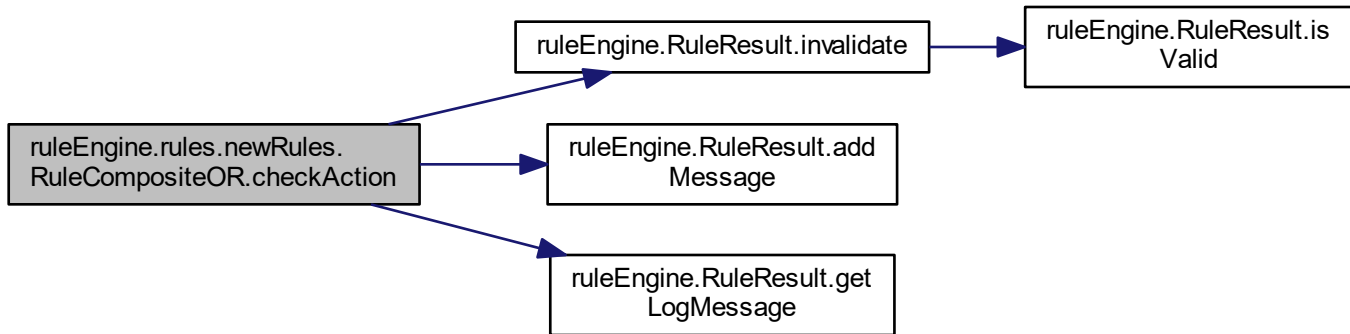 ruleEngine.rules.newRules.
RuleCompositeOR.checkAction
ruleEngine.RuleResult.invalidate
ruleEngine.RuleResult.is
Valid
ruleEngine.RuleResult.add
Message
ruleEngine.RuleResult.get
LogMessage